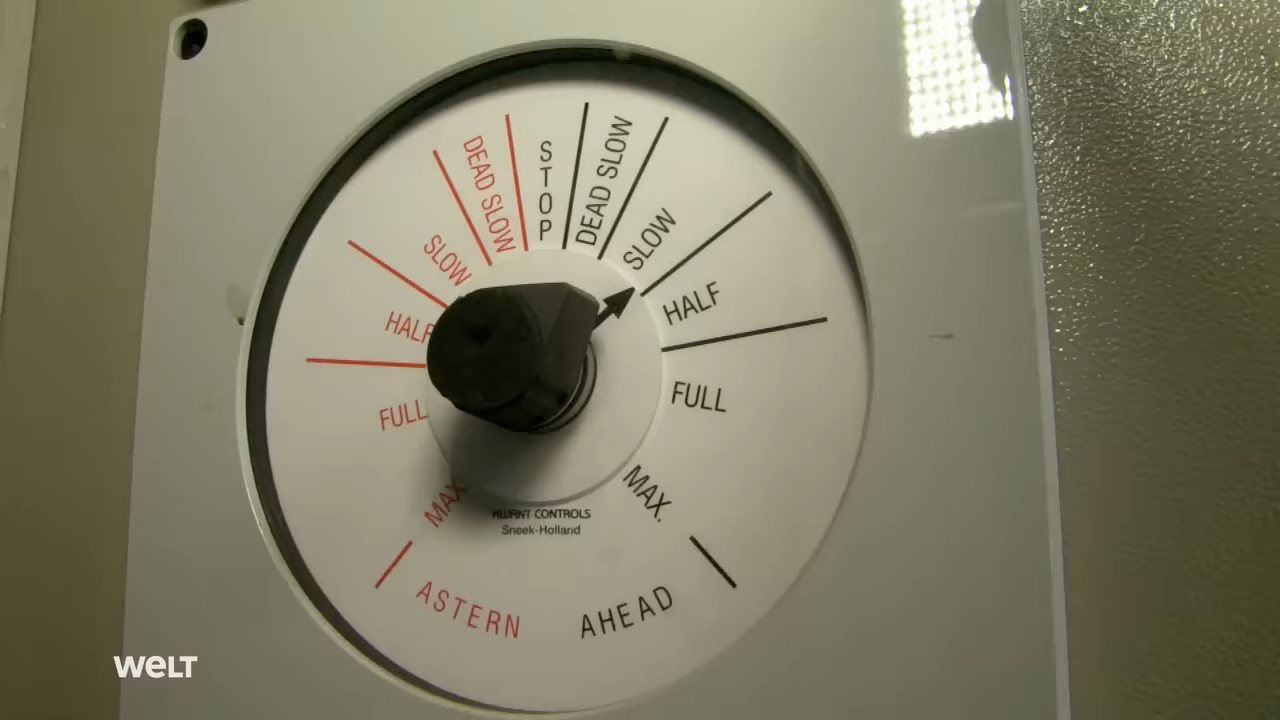 DEAD SLOW
STOP
DEAD SLOW
SLOW
SLOW
HALF
HALF
FULL
FULL
MAX.
MAX.
KWANT CONTROLS
Sneek-Holland
ASTERN
AHEAD
WELT